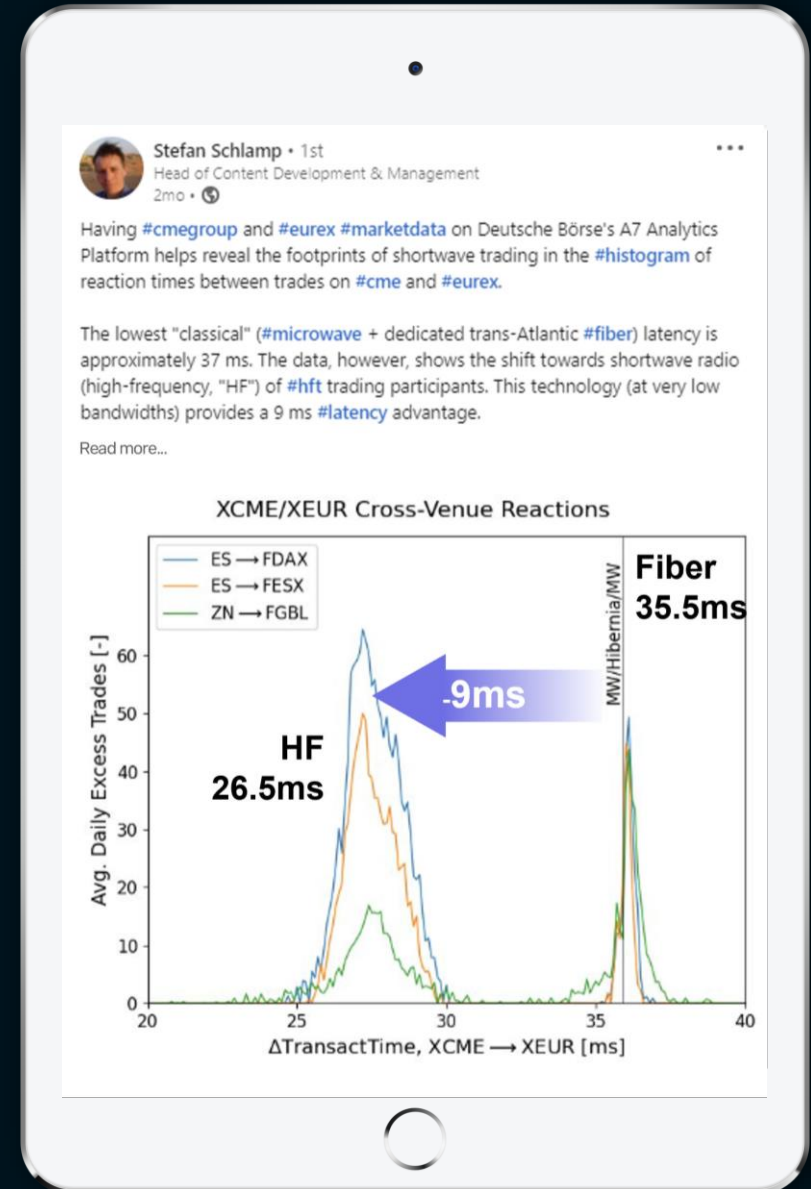 Stefan Schlamp • 1st
Head of Content Development & Management
2mo •
Having #cmegroup and #eurex #marketdata on Deutsche Börse's A7 Analytics
Platform helps reveal the footprints of shortwave trading in the #histogram of
reaction times between trades on #cme and #eurex.
The lowest "classical" (#microwave + dedicated trans-Atlantic #fiber) latency is
approximately 37 ms. The data, however, shows the shift towards shortwave radio
(high-frequency, "HF") of #hft trading participants. This technology (at very low
bandwidths) provides a 9 ms #latency advantage.
Read more...
XCME/XEUR Cross-Venue Reactions
ES → FDAX
ES → FESX
ZN → FGBL
Fiber
35.5ms
MW/Hibernia/MW
-9ms
HF
26.5ms
Avg. Daily Excess Trades [-]
60
50
40
30
20
10
0
20 25 30 35 40
ΔTransactTime, XCME → XEUR [ms]